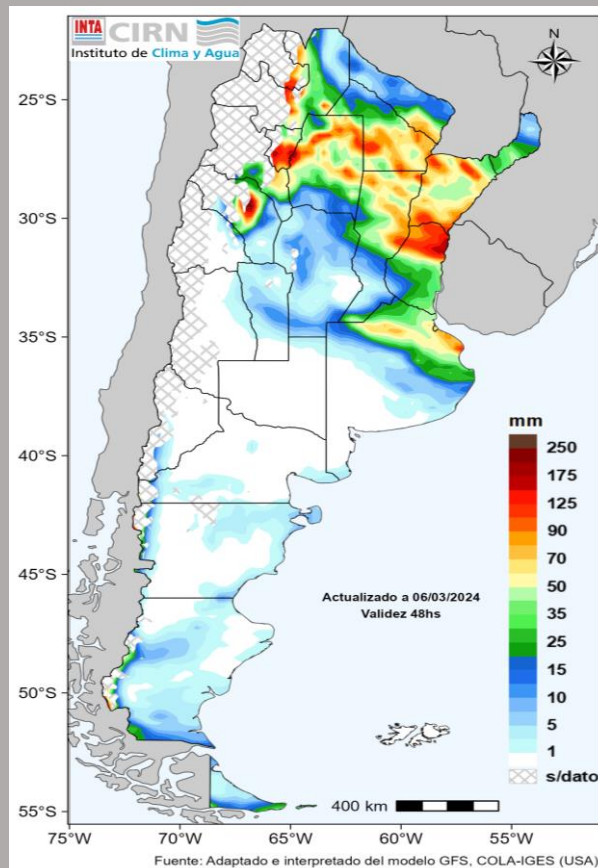 INTA CIRN
Instituto de Clima y Agua
N
25°S
30°S
35°S
40°S
45°S
50°S
55°S
mm
250
175
125
90
70
50
35
25
15
10
5
1
s/dato
Actualizado a 06/03/2024
Validez 48hs
400 km
75°W
70°W
65°W
60°W
55°W
Fuente: Adaptado e interpretado del modelo GFS, COLA-IGES (USA)